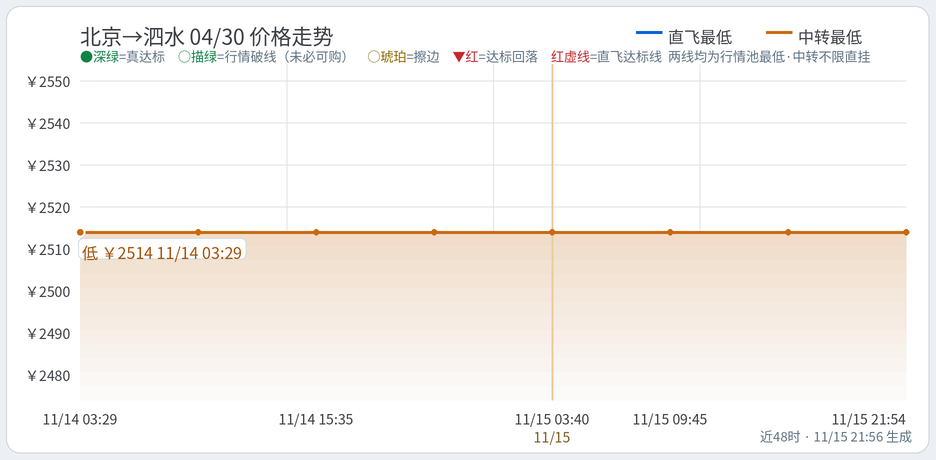 北京→泗水 04/30 价格走势
直飞最低 中转最低
●深绿=真达标 ○描绿=行情破线（未必可购） ○琥珀=擦边 ▼红=达标回落 红虚线=直飞达标线 两线均为行情池最低·中转不限直挂
￥2550
￥2540
￥2530
￥2520
￥2510
￥2500
￥2490
￥2480
低 ￥2514 11/14 03:29
11/14 03:29 11/14 15:35 11/15 03:40 11/15 09:45 11/15 21:54
11/15
近48时 · 11/15 21:56 生成